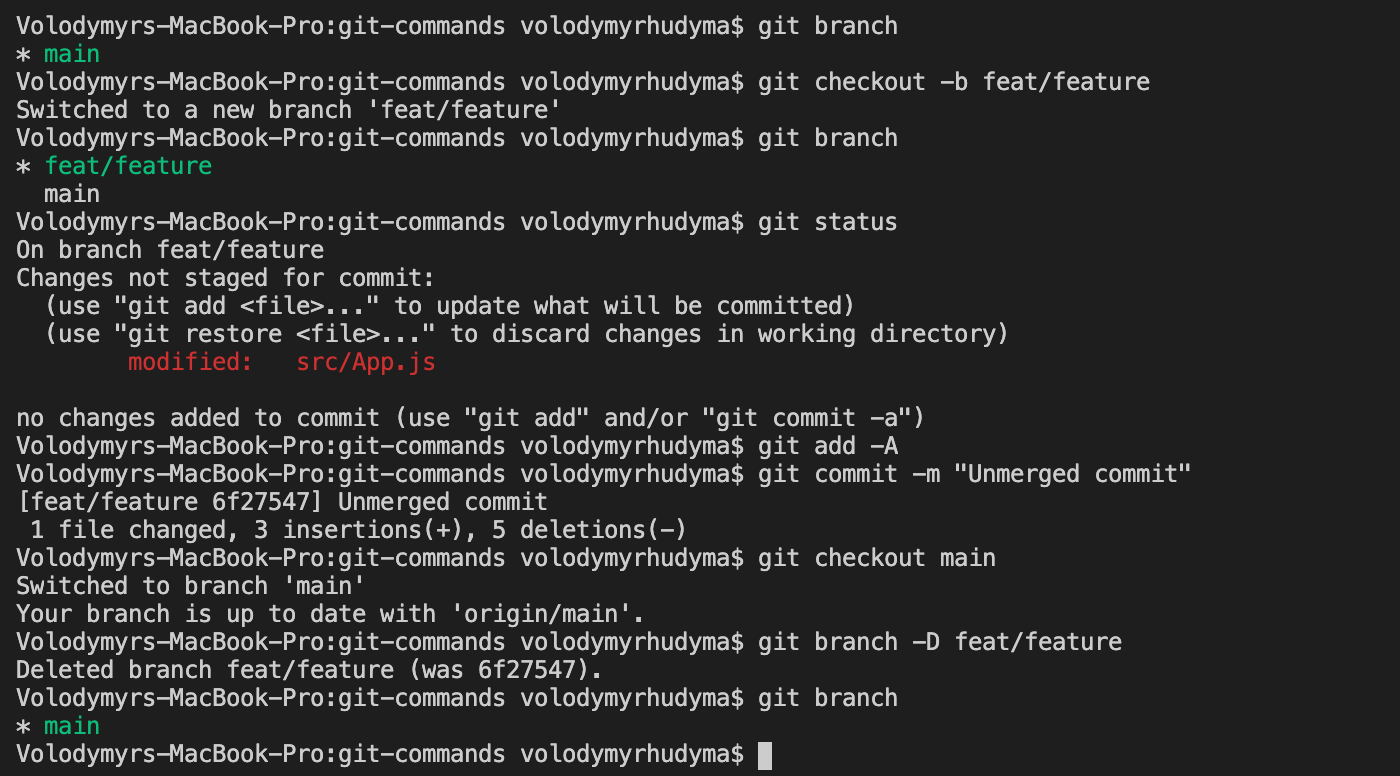 Volodymyrs-MacBook-Pro:git-commands volodymyrhudyma$ git branch
* main
Volodymyrs-MacBook-Pro:git-commands volodymyrhudyma$ git checkout -b feat/feature
Switched to a new branch 'feat/feature'
Volodymyrs-MacBook-Pro:git-commands volodymyrhudyma$ git branch
* feat/feature
  main
Volodymyrs-MacBook-Pro:git-commands volodymyrhudyma$ git status
On branch feat/feature
Changes not staged for commit:
  (use "git add <file>..." to update what will be committed)
  (use "git restore <file>..." to discard changes in working directory)
        modified:   src/App.js

no changes added to commit (use "git add" and/or "git commit -a")
Volodymyrs-MacBook-Pro:git-commands volodymyrhudyma$ git add -A
Volodymyrs-MacBook-Pro:git-commands volodymyrhudyma$ git commit -m "Unmerged commit"
[feat/feature 6f27547] Unmerged commit
 1 file changed, 3 insertions(+), 5 deletions(-)
Volodymyrs-MacBook-Pro:git-commands volodymyrhudyma$ git checkout main
Switched to branch 'main'
Your branch is up to date with 'origin/main'.
Volodymyrs-MacBook-Pro:git-commands volodymyrhudyma$ git branch -D feat/feature
Deleted branch feat/feature (was 6f27547).
Volodymyrs-MacBook-Pro:git-commands volodymyrhudyma$ git branch
* main
Volodymyrs-MacBook-Pro:git-commands volodymyrhudyma$